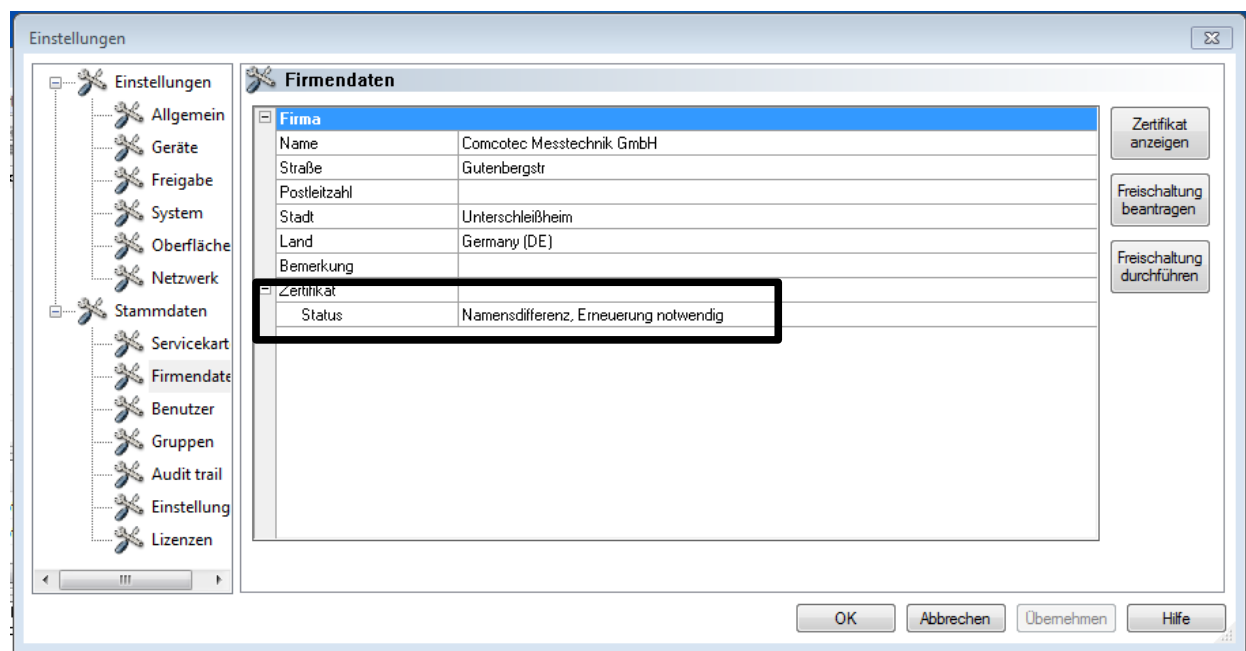 Einstellungen
Einstellungen
Allgemein
Geräte
Freigabe
System
Oberfläche
Netzwerk
Stammdaten
Servicekart
Firmendate
Benutzer
Gruppen
Audit trail
Einstellung
Lizenzen
Firmendaten
Firma
Name Comcotec Messtechnik GmbH
Straße Gutenbergstr
Postleitzahl
Stadt Unterschleißheim
Land Germany (DE)
Bemerkung
Zertifikat
Status Namensdifferenz, Erneuerung notwendig
Zertifikat
anzeigen
Freischaltung
beantragen
Freischaltung
durchführen
OK Abbrechen Übernehmen Hilfe